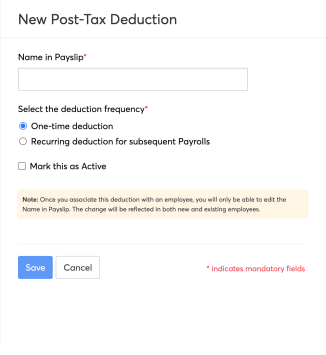 New Post-Tax Deduction
Name in Payslip*
Select the deduction frequency*
One-time deduction
Recurring deduction for subsequent Payrolls
Mark this as Active
Note: Once you associate this deduction with an employee, you will only be able to edit the
Name in Payslip. The change will be reflected in both new and existing employees.
Save Cancel * indicates mandatory fields